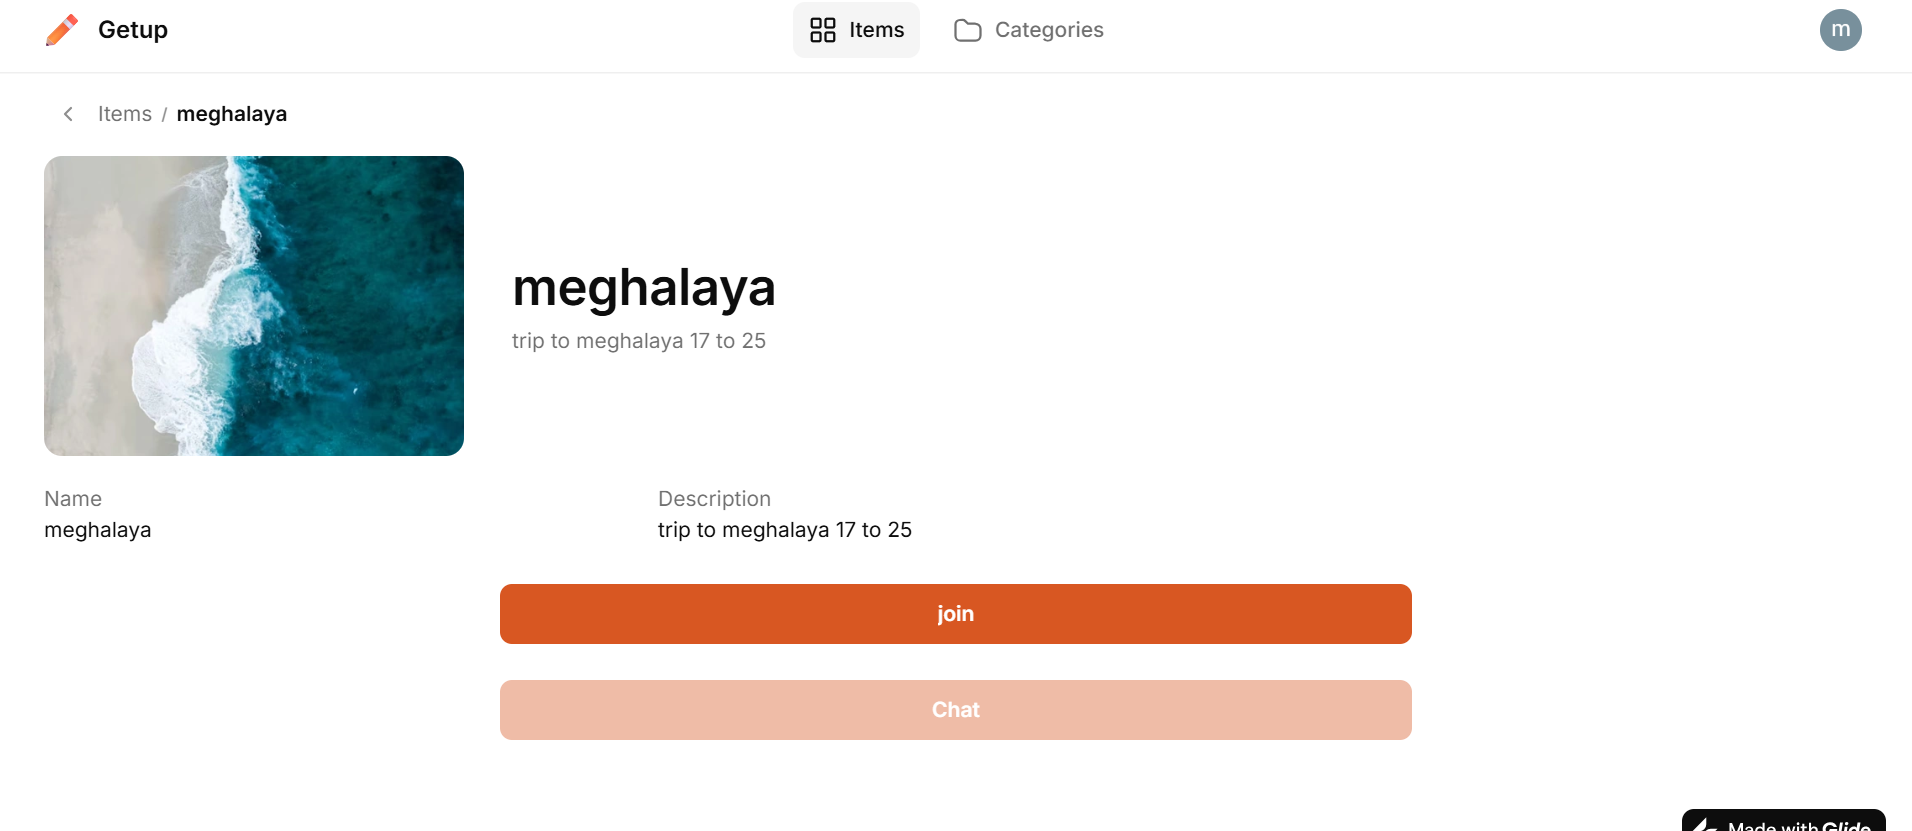 Getup
Items
Categories
m
Items / meghalaya
meghalaya
trip to meghalaya 17 to 25
Name
meghalaya
Description
trip to meghalaya 17 to 25
join
Chat
Made with Glide